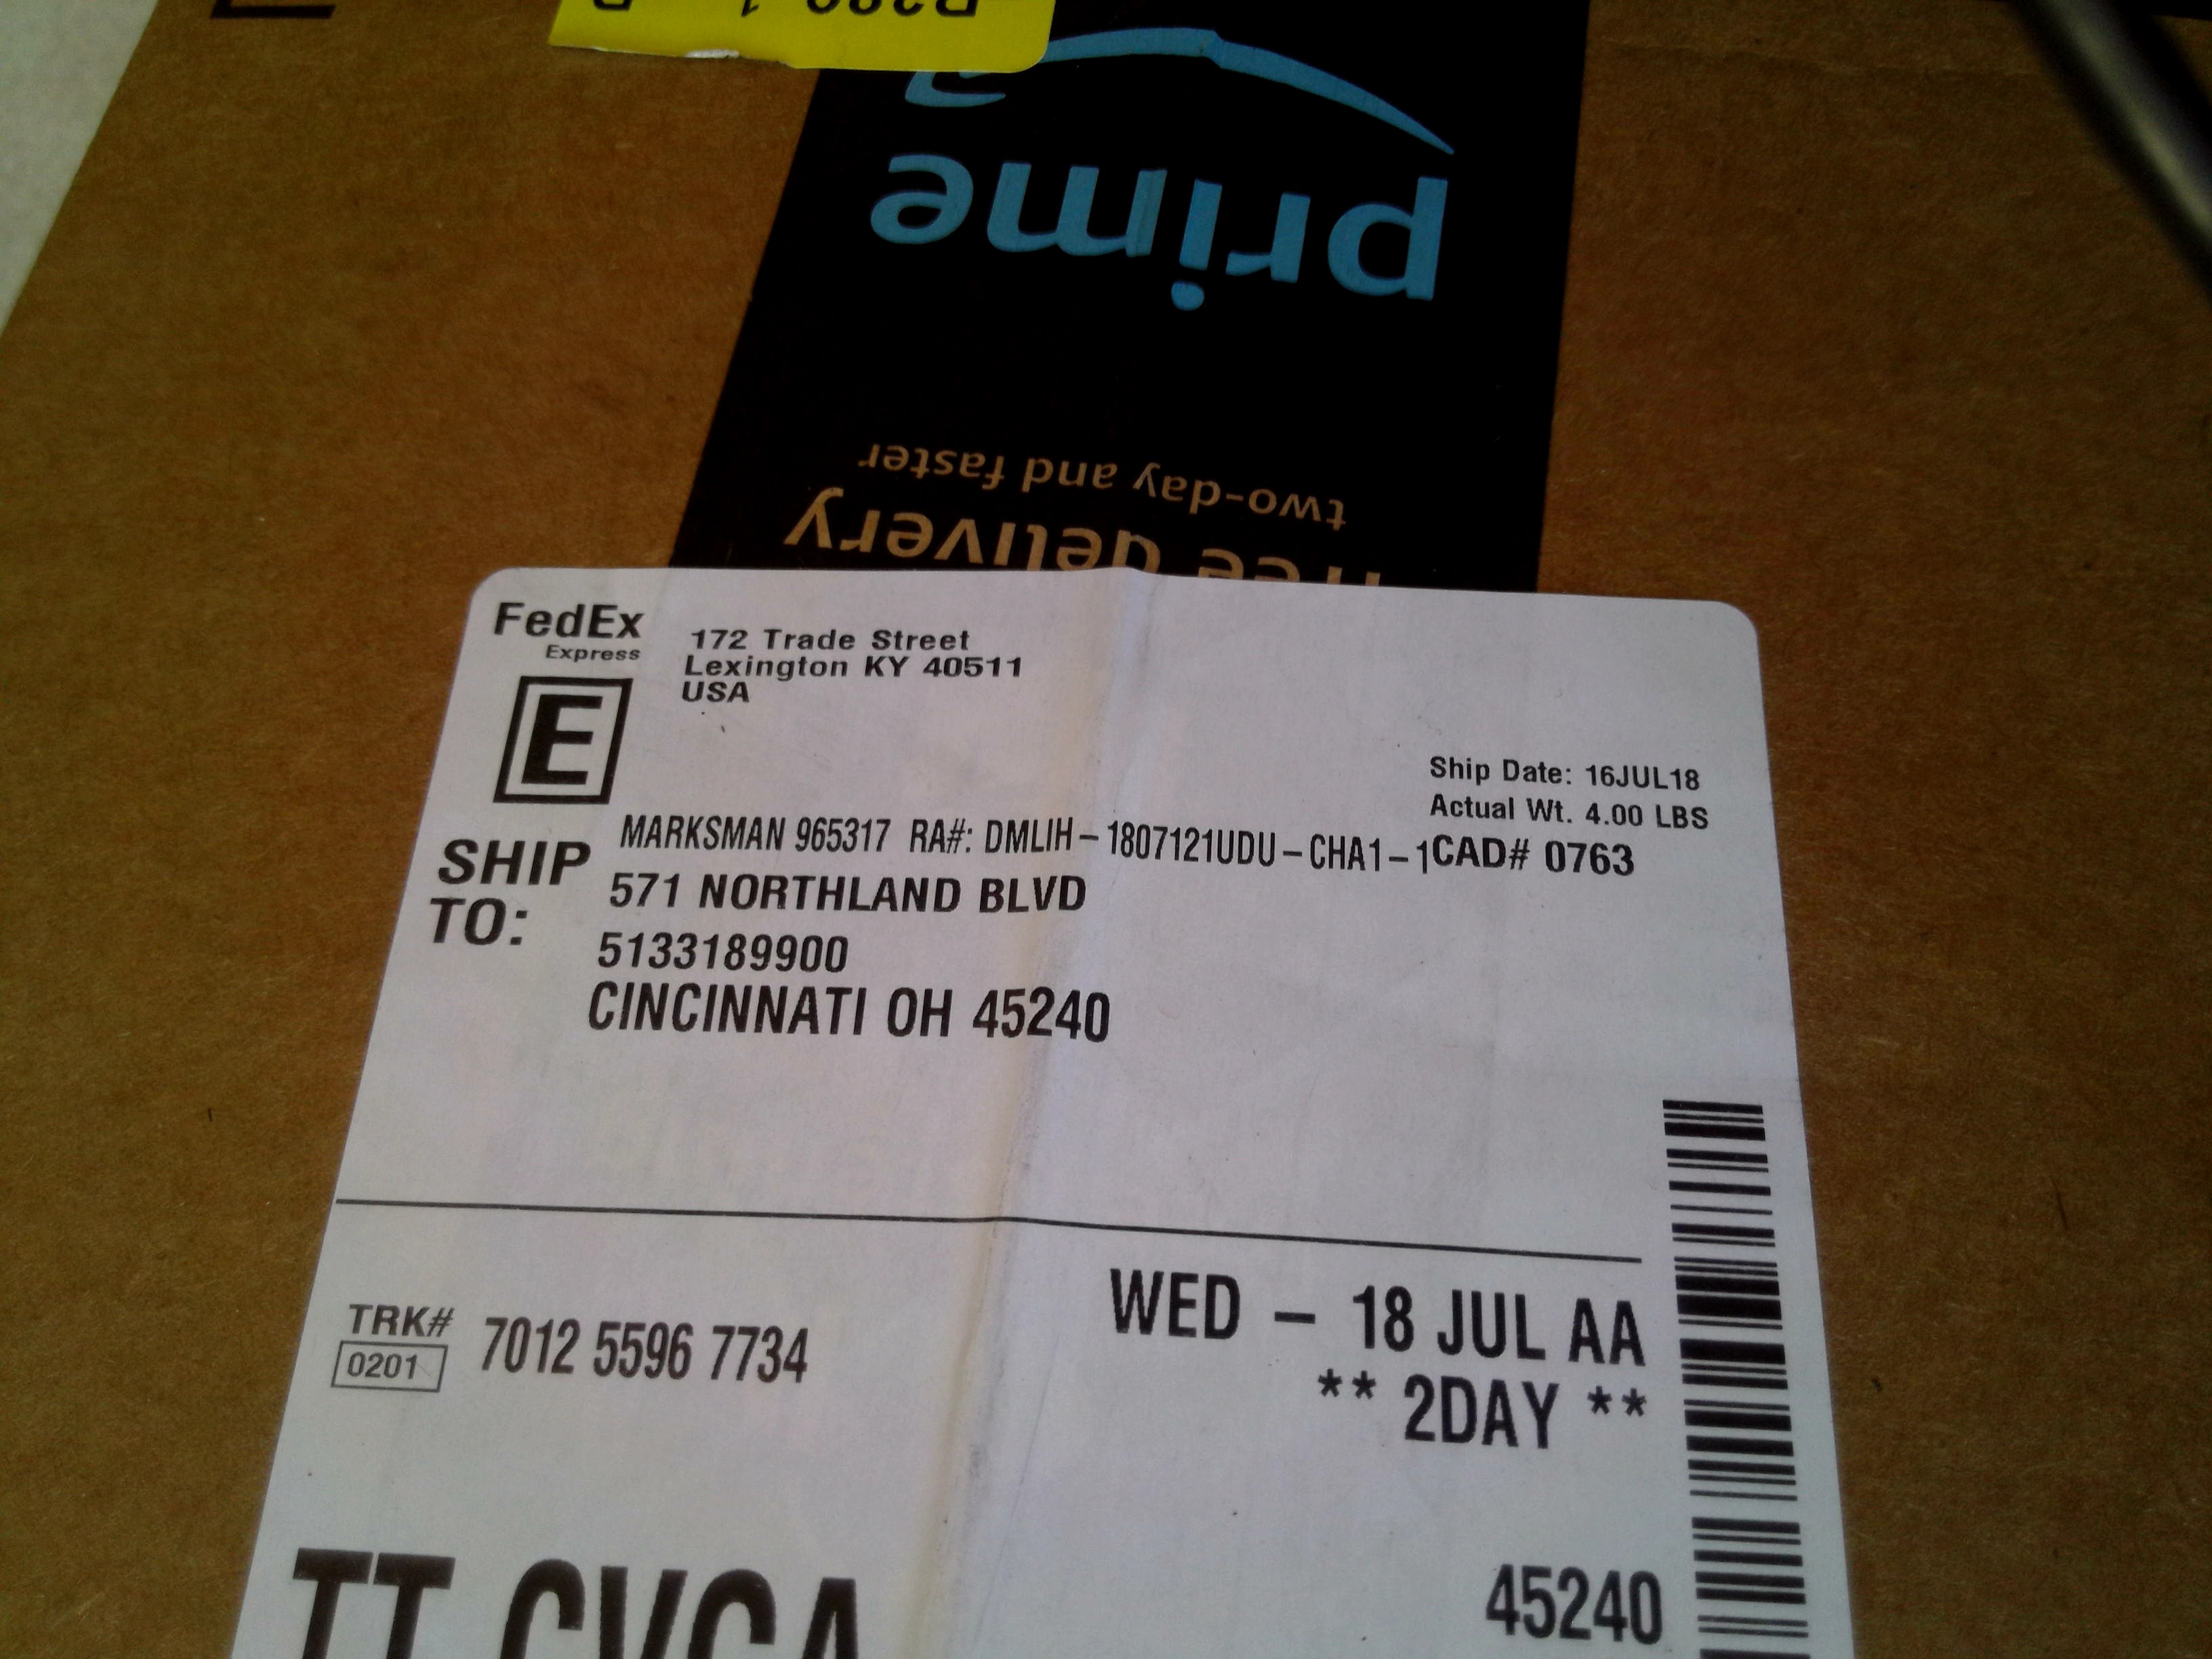 prime
two-day and faster
free delivery
FedEx
Express
E
172 Trade Street
Lexington KY 40511
USA
Ship Date: 16JUL18
Actual Wt. 4.00 LBS
MARKSMAN 965317 RA#: DMLIH-1807121UDU-CHA1-1CAD# 0763
SHIP TO:
571 NORTHLAND BLVD
5133189900
CINCINNATI OH 45240
TRK# 7012 5596 7734
0201
WED - 18 JUL AA
** 2DAY **
45240